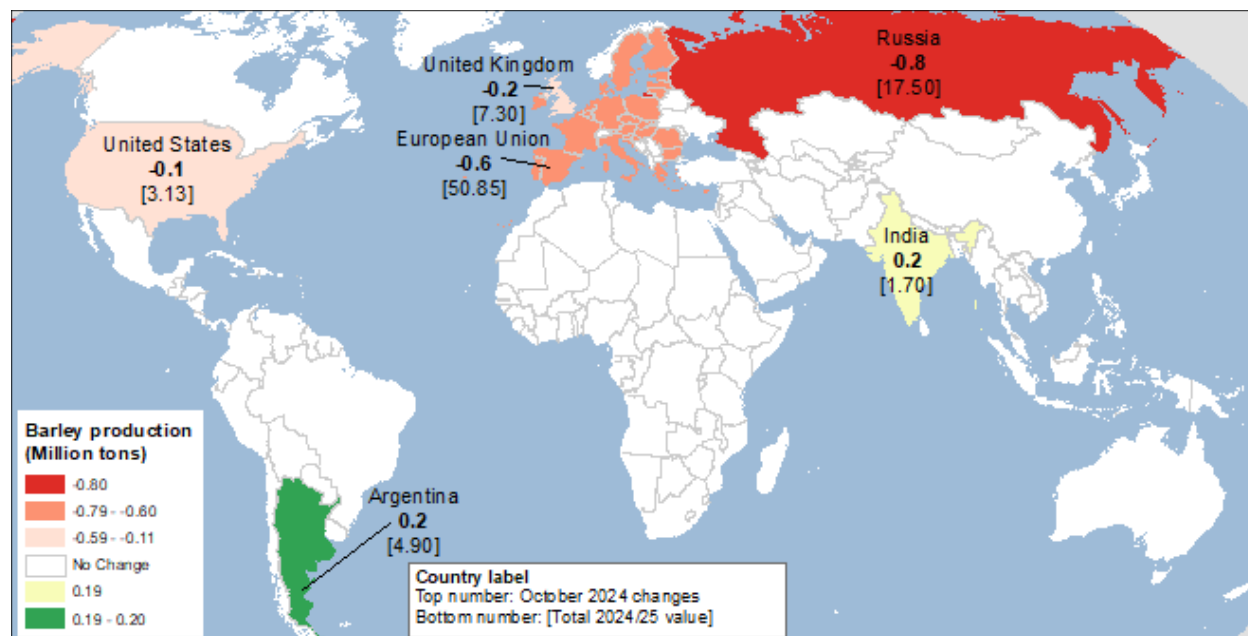 Russia
-0.8
[17.50]
United Kingdom
-0.2
[7.30]
European Union
-0.6
[50.85]
United States
-0.1
[3.13]
India
0.2
[1.70]
Argentina
0.2
[4.90]
Barley production
(Million tons)
-0.80
-0.79 - -0.60
-0.59 - -0.11
No Change
0.19
0.19 - 0.20
Country label
Top number: October 2024 changes
Bottom number: [Total 2024/25 value]